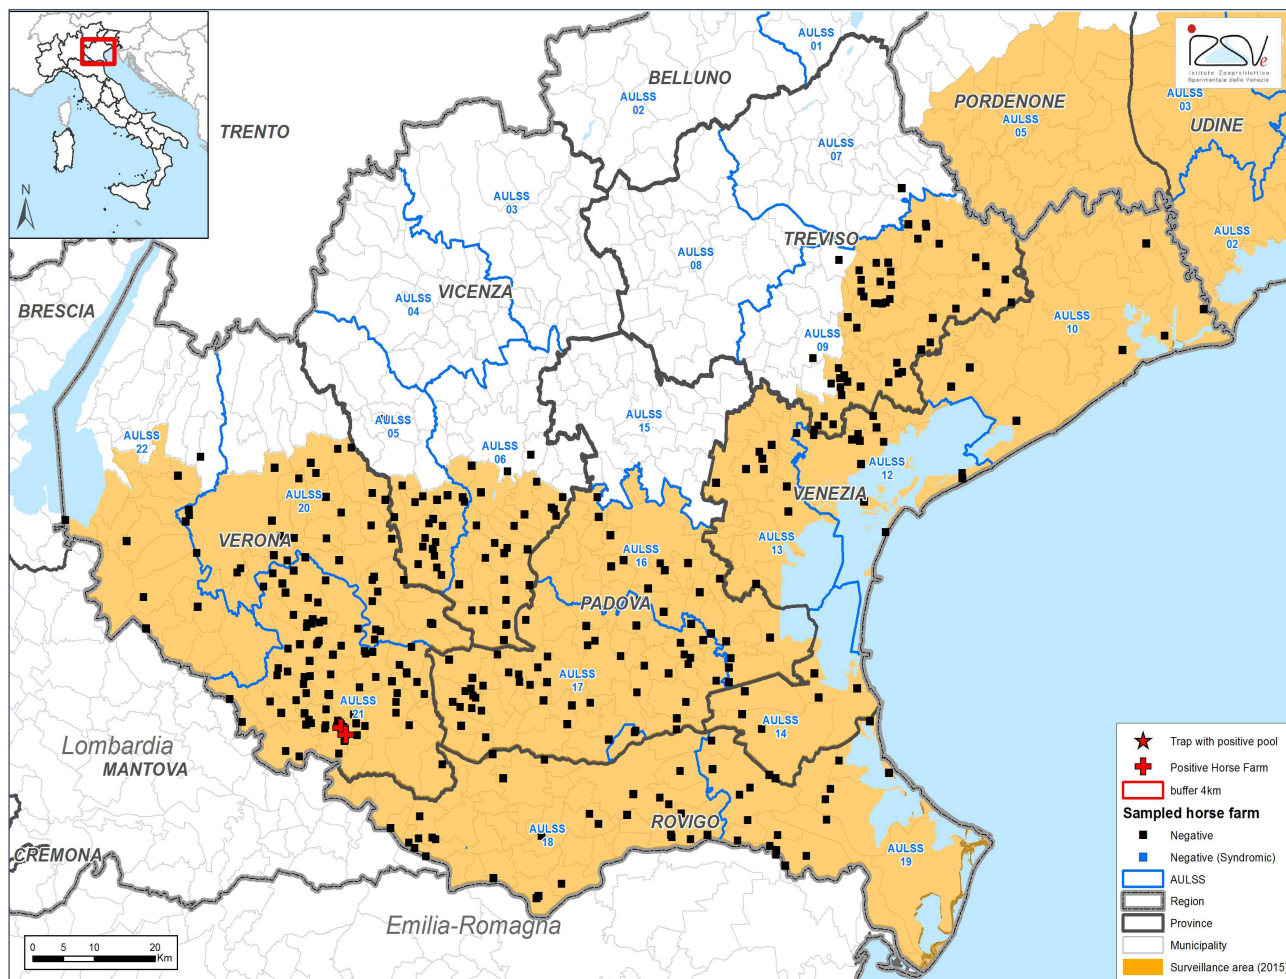 N
TRENTO
BELLUNO
AULSS
01
AULSS
02
PORDENONE
AULSS
05
AULSS
03
UDINE
IZSVe
Istituto Zooprofilattico
Sperimentale delle Venezie
AULSS
07
AULSS
03
TREVISO
AULSS
08
AULSS
02
BRESCIA
VICENZA
AULSS
04
AULSS
09
AULSS
10
AULSS
22
AULSS
05
AULSS
06
AULSS
15
AULSS
12
AULSS
20
VENEZIA
VERONA
AULSS
13
AULSS
16
PADOVA
AULSS
17
AULSS
21
AULSS
14
Lombardia
MANTOVA
ROVIGO
AULSS
18
AULSS
19
CREMONA
Emilia-Romagna
0 5 10 20
Km
Trap with positive pool
Positive Horse Farm
buffer 4km
Sampled horse farm
Negative
Negative (Syndromic)
AULSS
Region
Province
Municipality
Surveillance area (2015)